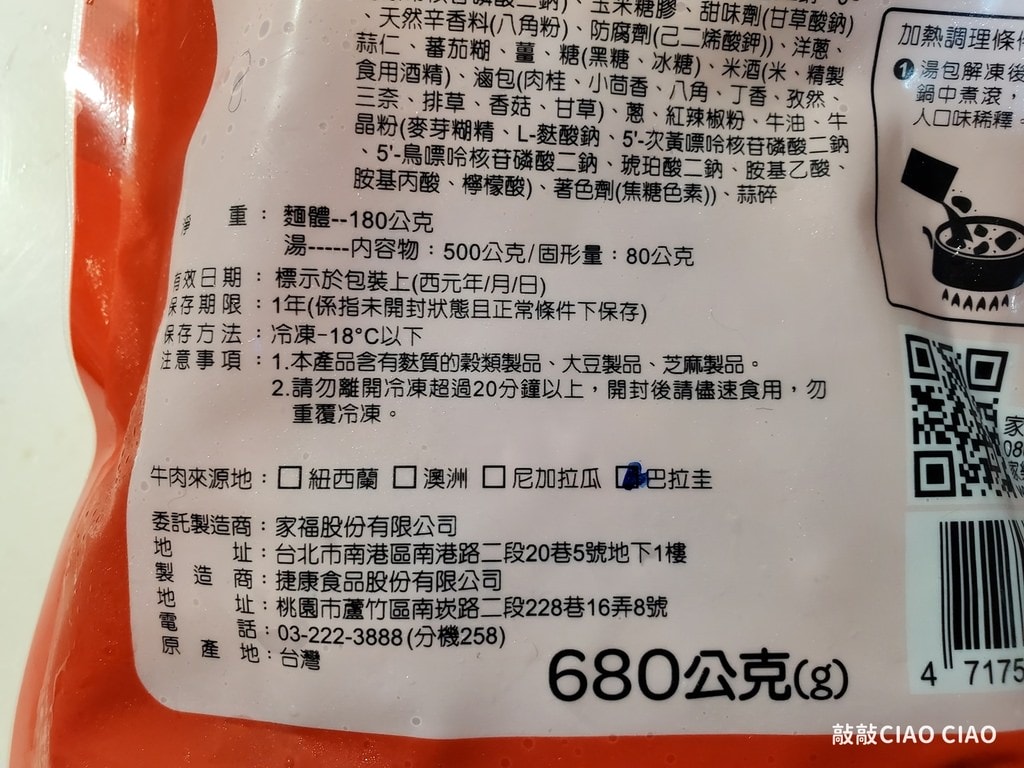 、玉米糖膠、甜味劑(甘草酸鈉)
、天然辛香料(八角粉)、防腐劑(己二烯酸鉀))、洋蔥、
蒜仁、蕃茄糊、薑、糖(黑糖、冰糖)、米酒(米、精製
食用酒精)、滷包(肉桂、小茴香、八角、丁香、孜然、
三奈、排草、香菇、甘草)、蔥、紅辣椒粉、牛油、牛
晶粉(麥芽糊精、L-麩酸鈉、5'-次黃嘌呤核苷磷酸二鈉
、5'-鳥嘌呤核苷磷酸二鈉、琥珀酸二鈉、胺基乙酸、
胺基丙酸、檸檬酸)、著色劑(焦糖色素))、蒜碎
淨重：麵體--180公克
湯-----內容物：500公克/固形量：80公克
有效日期：標示於包裝上(西元年/月/日)
保存期限：1年(係指未開封狀態且正常條件下保存)
保存方法：冷凍-18°C以下
注意事項：1.本產品含有麩質的穀類製品、大豆製品、芝麻製品。
2.請勿離開冷凍超過20分鐘以上，開封後請儘速食用，勿
重覆冷凍。
牛肉來源地：□ 紐西蘭 □ 澳洲 □ 尼加拉瓜 □ 巴拉圭
委託製造商：家福股份有限公司
地址：台北市南港區南港路二段20巷5號地下1樓
製造商：捷康食品股份有限公司
地址：桃園市蘆竹區南崁路二段228巷16弄8號
電話：03-222-3888(分機258)
原產地：台灣
680公克(g)
加熱調理條件
❶湯包解凍後
鍋中煮滾，
人口味稀釋。
家
4 7175
敲敲CIAO CIAO